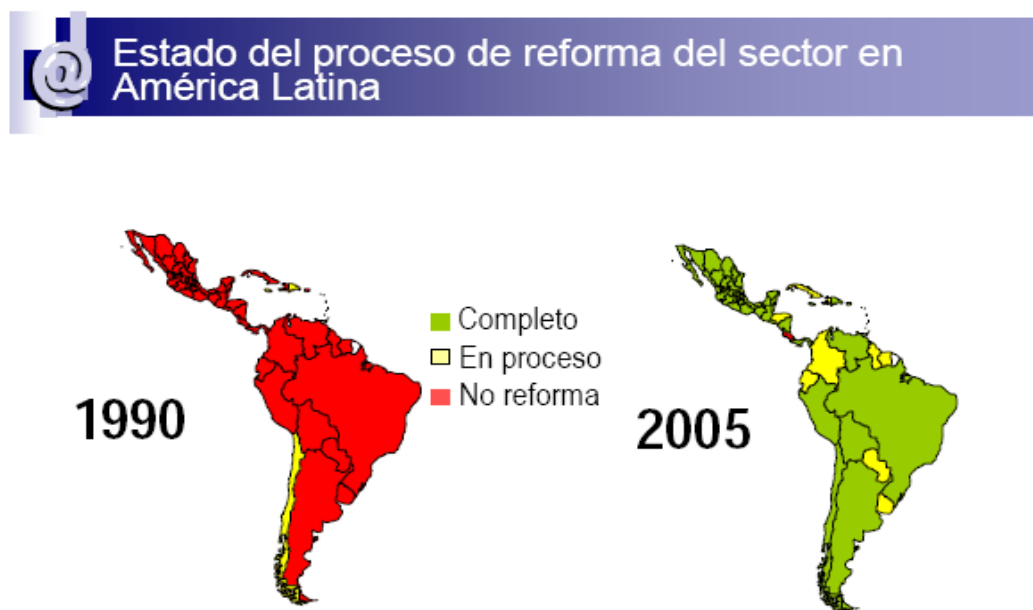 @
Estado del proceso de reforma del sector en
América Latina
1990
Completo
En proceso
No reforma
2005